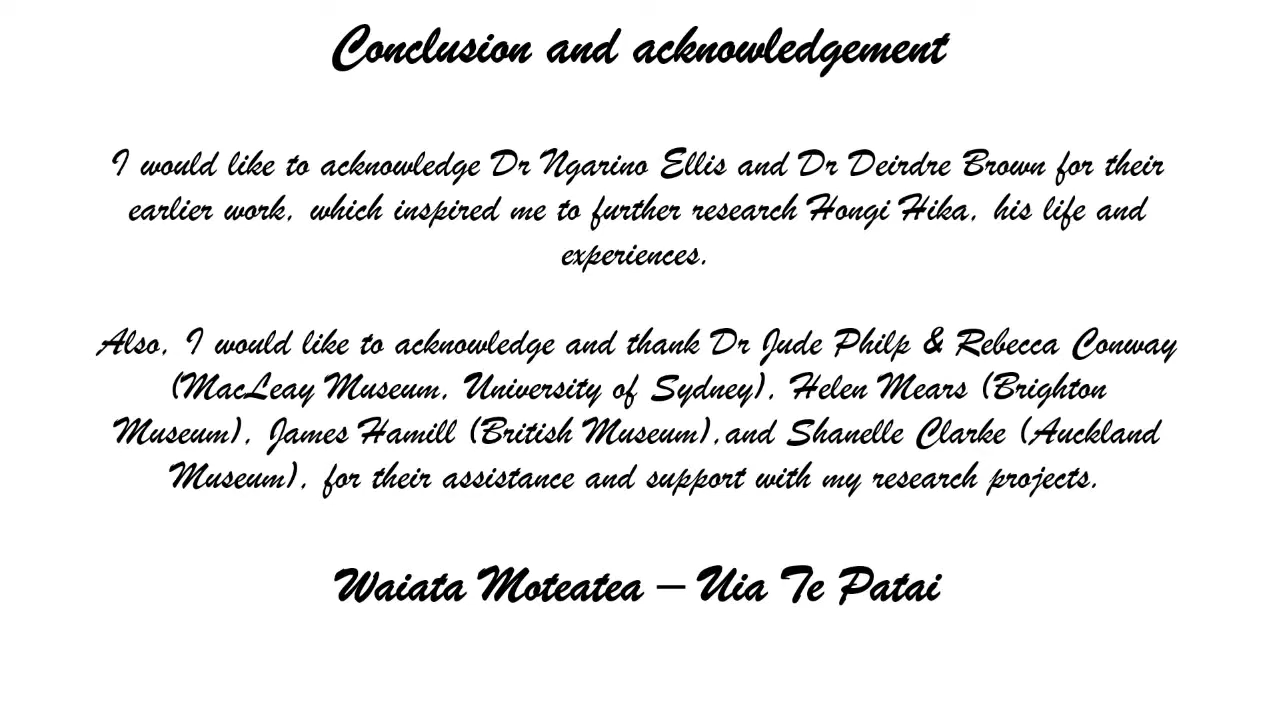 Conclusion and acknowledgement
I would like to acknowledge Dr Ngarino Ellis and Dr Deirdre Brown for their
earlier work, which inspired me to further research Hongi Hika, his life and
experiences.
Also, I would like to acknowledge and thank Dr Jude Philp & Rebecca Conway
(MacLeay Museum, University of Sydney), Helen Mears (Brighton
Museum), James Hamill (British Museum),and Shanelle Clarke (Auckland
Museum), for their assistance and support with my research projects.
Waiata Moteatea – Uia Te Patai